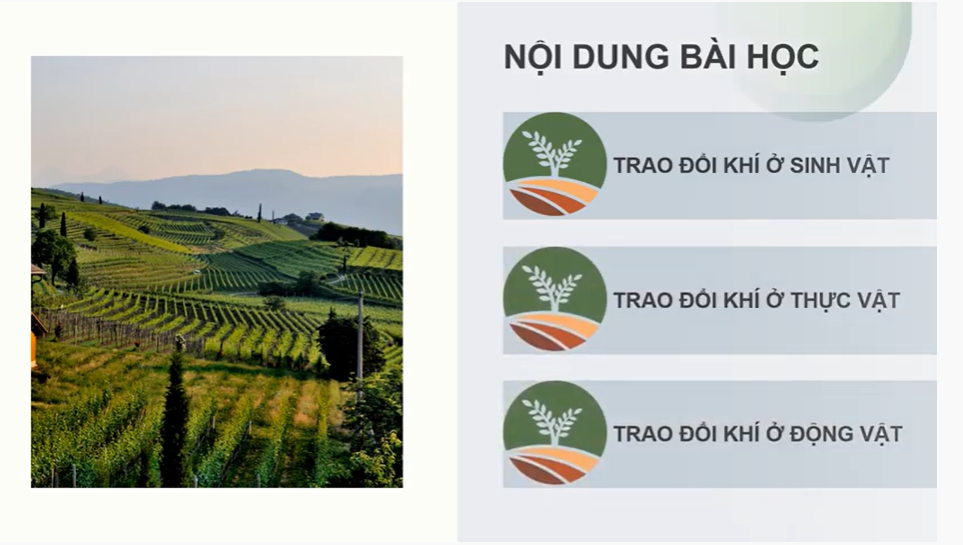 NỘI DUNG BÀI HỌC
TRAO ĐỔI KHÍ Ở SINH VẬT
TRAO ĐỔI KHÍ Ở THỰC VẬT
TRAO ĐỔI KHÍ Ở ĐỘNG VẬT